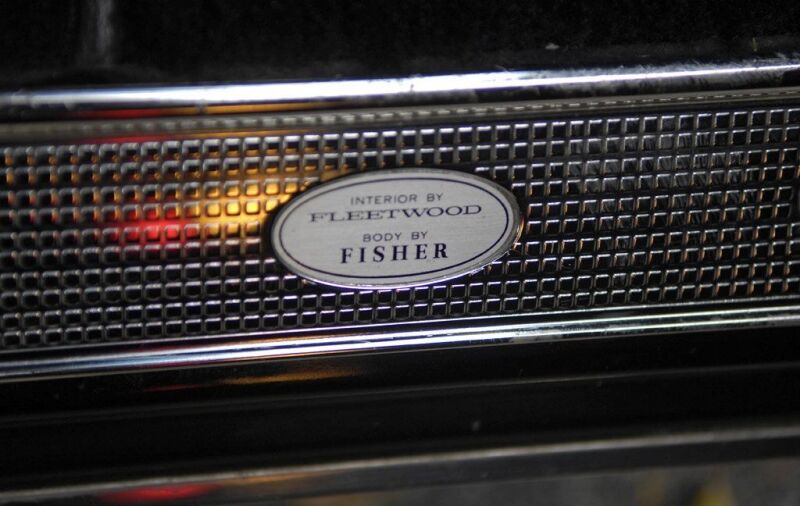 INTERIOR BY
FLEETWOOD
BODY BY
FISHER